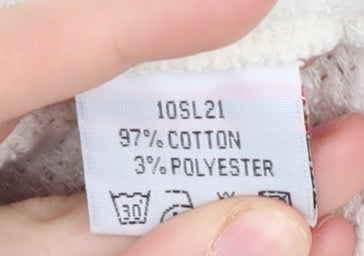 10SL21
97% COTTON
3% POLYESTER
30